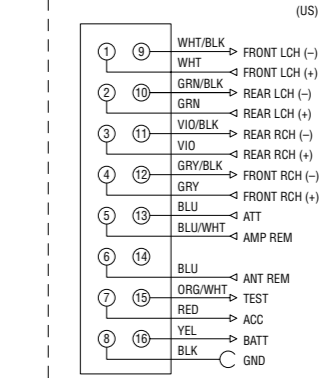 (US)
1 9 WHT/BLK FRONT LCH (–)
WHT FRONT LCH (+)
2 10 GRN/BLK REAR LCH (–)
GRN REAR LCH (+)
3 11 VIO/BLK REAR RCH (–)
VIO REAR RCH (+)
4 12 GRY/BLK FRONT RCH (–)
GRY FRONT RCH (+)
5 13 BLU ATT
BLU/WHT AMP REM
6 14
BLU ANT REM
7 15 ORG/WHT TEST
RED ACC
8 16 YEL BATT
BLK GND